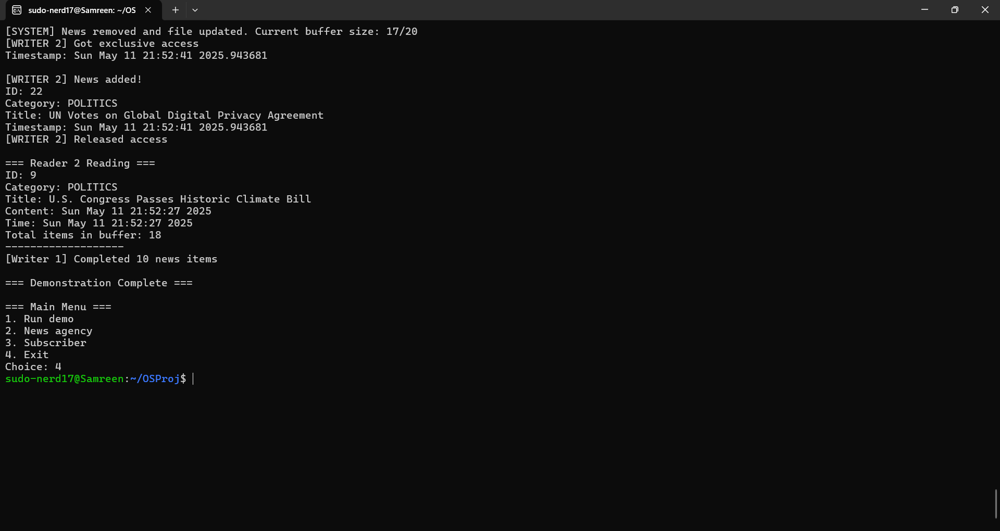 sudo-nerd17@Samreen: ~/OS
[SYSTEM] News removed and file updated. Current buffer size: 17/20
[WRITER 2] Got exclusive access
Timestamp: Sun May 11 21:52:41 2025.943681
[WRITER 2] News added!
ID: 22
Category: POLITICS
Title: UN Votes on Global Digital Privacy Agreement
Timestamp: Sun May 11 21:52:41 2025.943681
[WRITER 2] Released access
=== Reader 2 Reading ===
ID: 9
Category: POLITICS
Title: U.S. Congress Passes Historic Climate Bill
Content: Sun May 11 21:52:27 2025
Time: Sun May 11 21:52:27 2025
Total items in buffer: 18
-------------------
[Writer 1] Completed 10 news items
=== Demonstration Complete ===
=== Main Menu ===
1. Run demo
2. News agency
3. Subscriber
4. Exit
Choice: 4
sudo-nerd17@Samreen:~/OSProj$